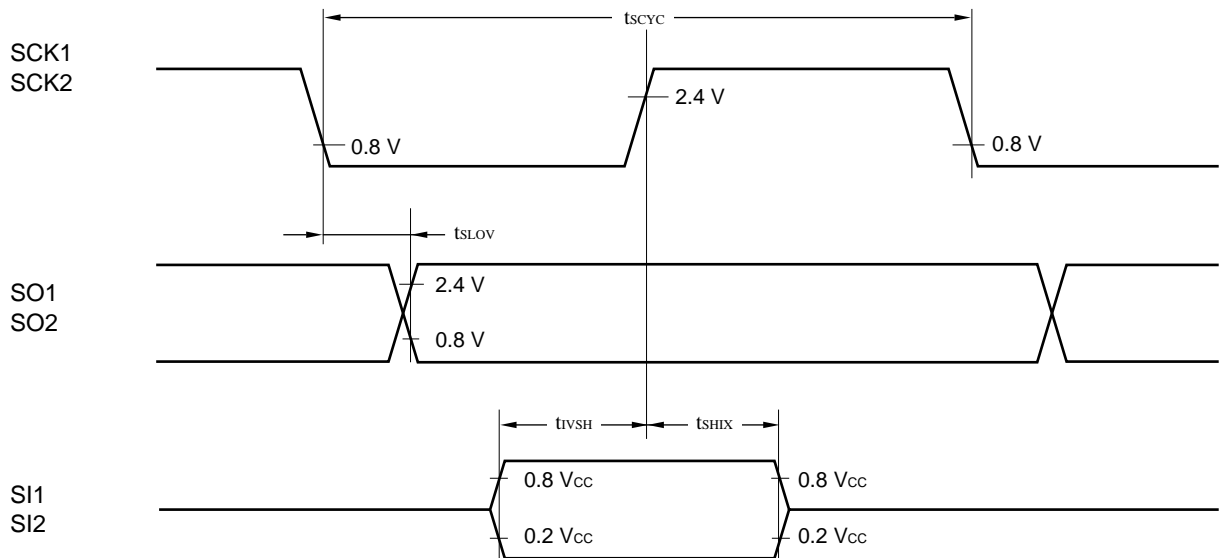 tSCYC
SCK1
SCK2
2.4 V
0.8 V
0.8 V
tSLOV
SO1
SO2
2.4 V
0.8 V
tIVSH
tSHIX
SI1
SI2
0.8 VCC
0.8 VCC
0.2 VCC
0.2 VCC